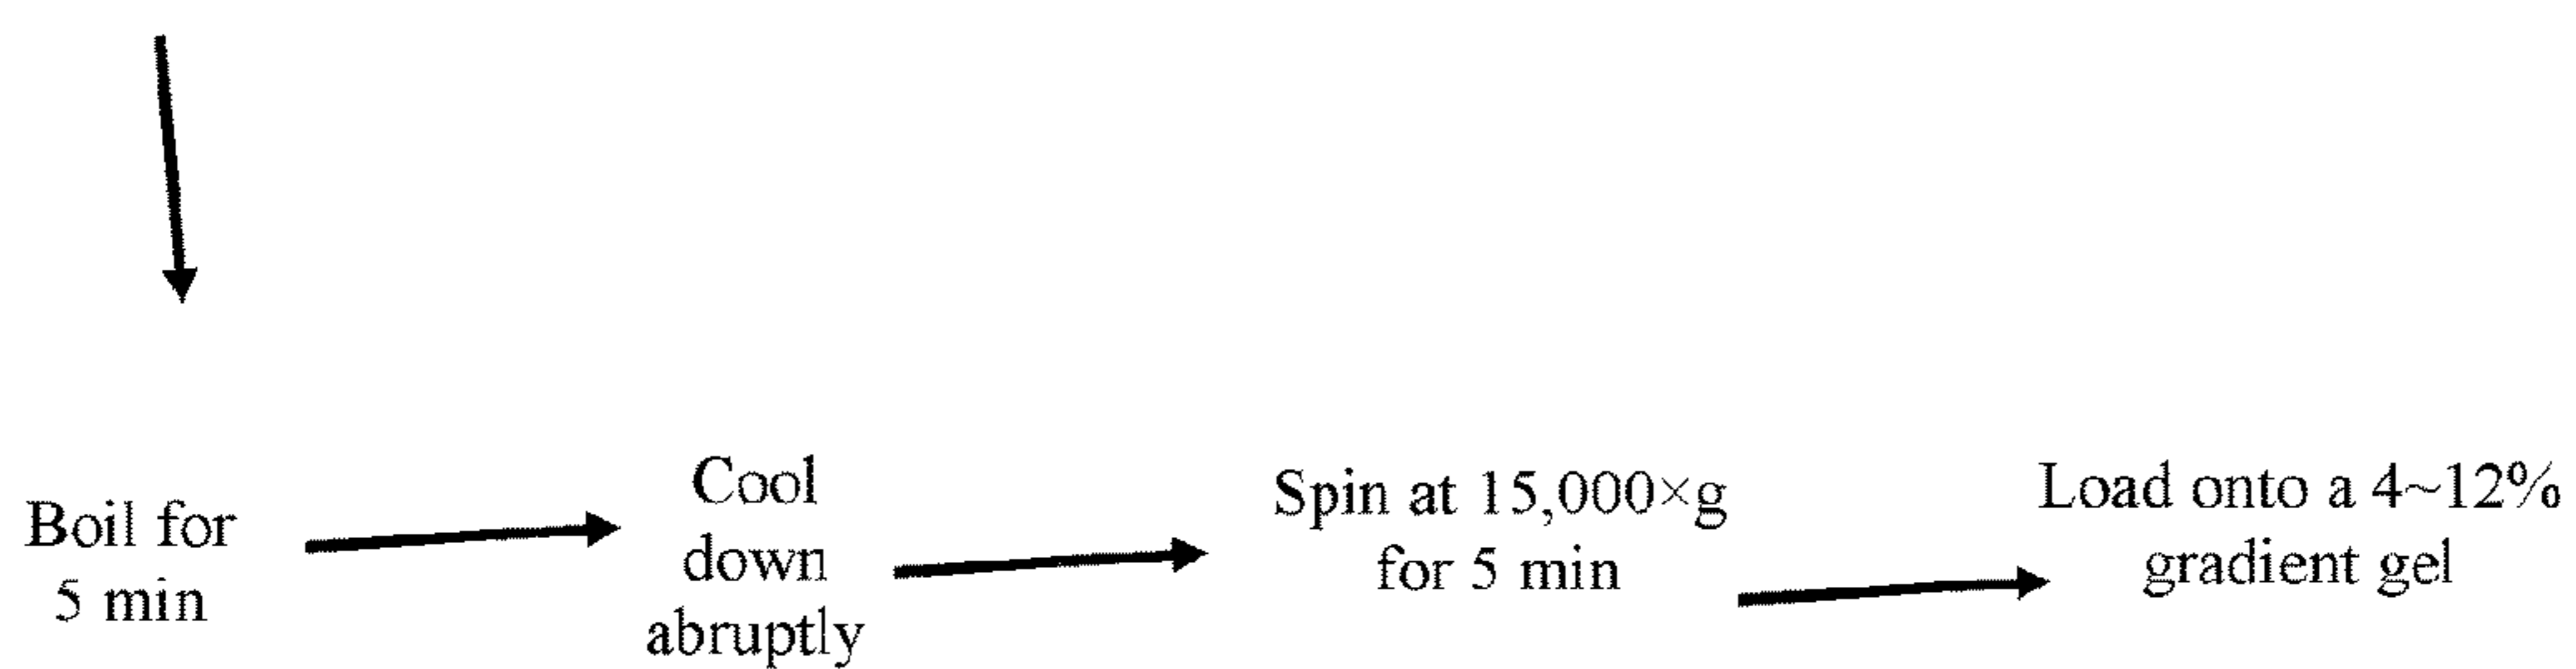 Boil for
5 min
Cool
down
abruptly
Spin at 15,000×g
for 5 min
Load onto a 4~12%
gradient gel